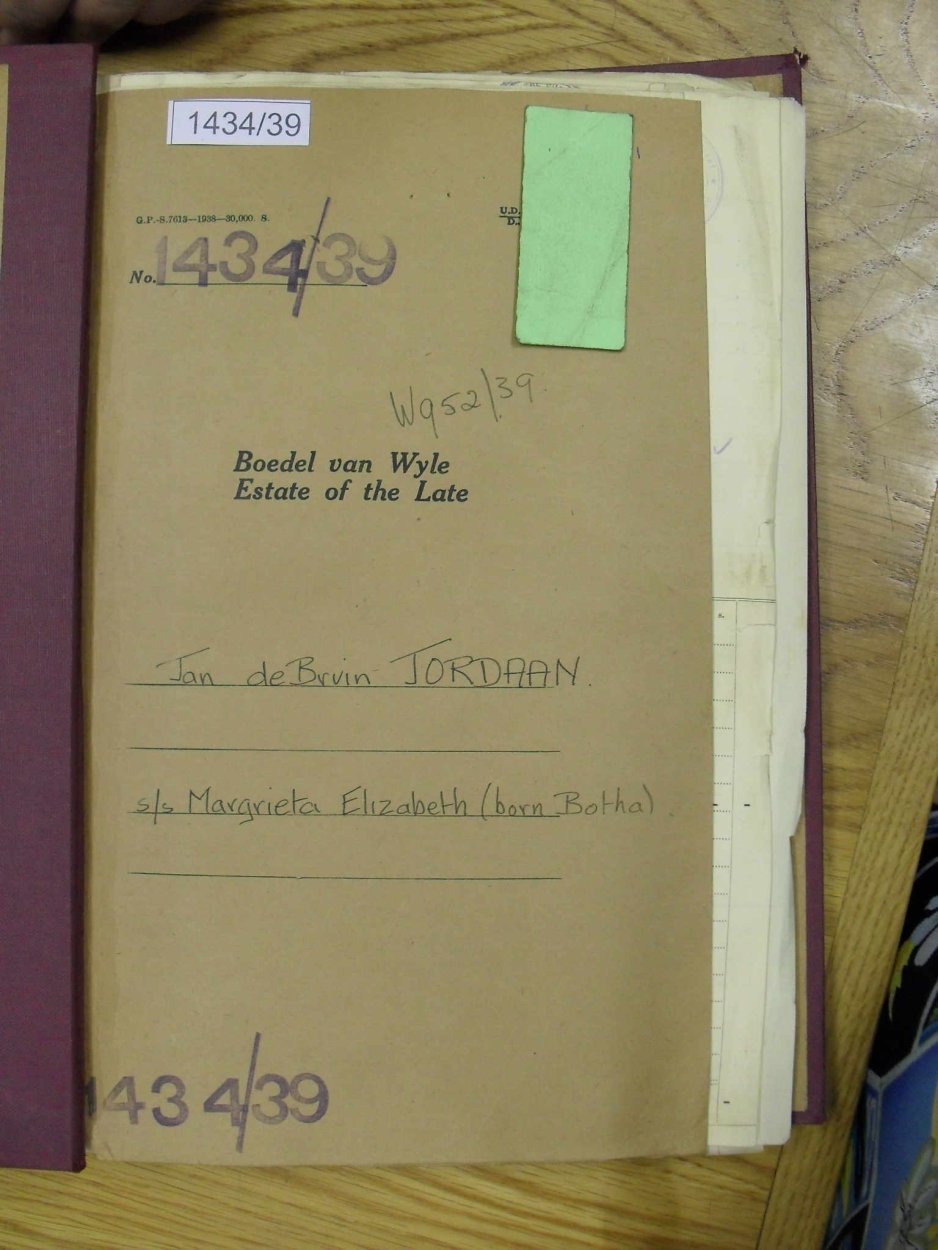 1434/39
G.P.-S.7613—1938—30,000. S.
U.D.
D.
No. 1434/39
W952/39
Boedel van Wyle
Estate of the Late
Jan de Bruin JORDAAN.
s/s Margrieta Elizabeth (born Botha).
1434/39